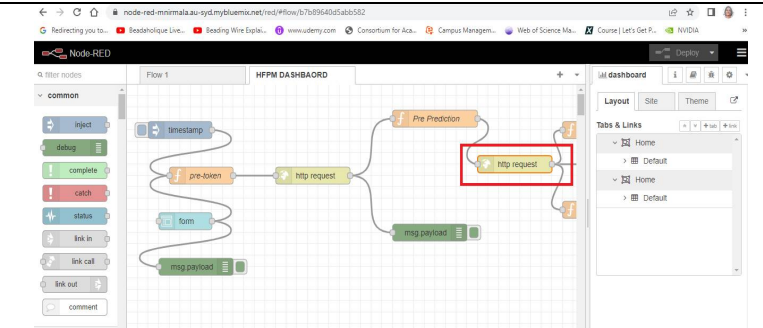 node-red-mnirmala.au-syd.mybluemix.net/red/#flow/b7b89640d5abb582
Redirecting you to... Beadaholique Live... Beading Wire Explai... www.udemy.com Consortium for Aca... Campus Managem... Web of Science Ma... Course | Let's Get P... NVIDIA »
Node-RED Deploy
filter nodes Flow 1 HFPM DASHBAORD + dashboard i
common
inject
debug
complete
catch
status
link in
link call
link out
comment
timestamp
pre-token
http request
form
msg.payload
Pre Prediction
http request
msg.payload
Layout Site Theme
Tabs & Links + tab + link
Home
Default
Home
Default